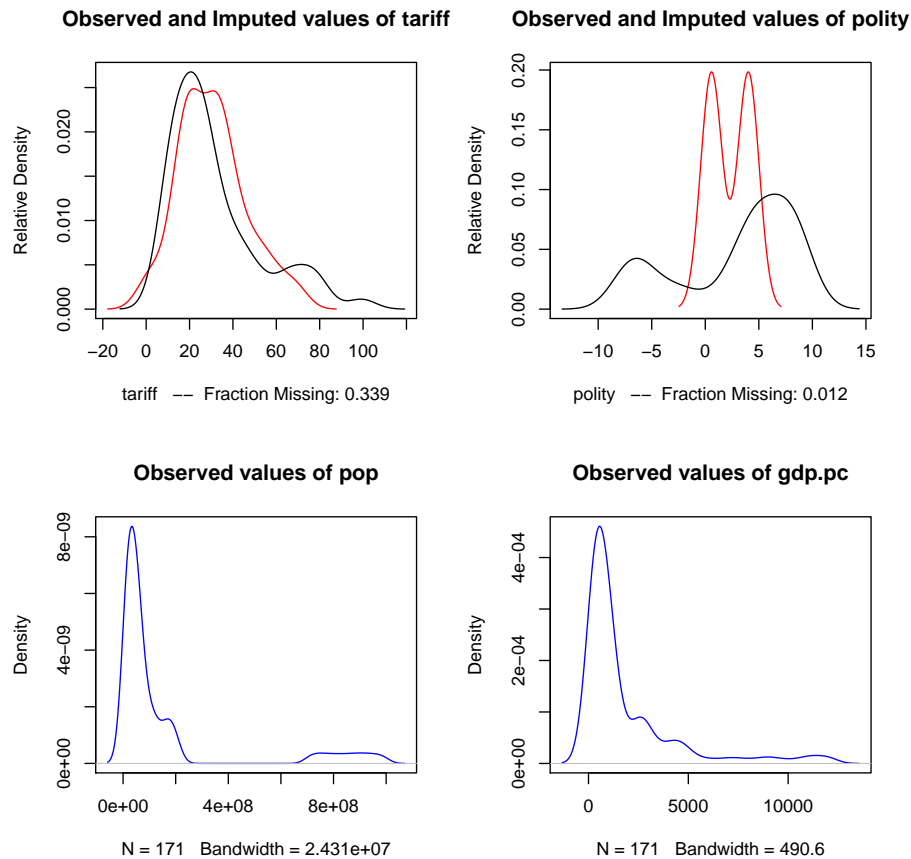 Observed and Imputed values of tariff
Relative Density
0.000 0.010 0.020
−20 0 20 40 60 80 100
tariff −− Fraction Missing: 0.339
Observed and Imputed values of polity
Relative Density
0.00 0.05 0.10 0.15 0.20
−10 −5 0 5 10 15
polity −− Fraction Missing: 0.012
Observed values of pop
Density
0e+00 4e−09 8e−09
0e+00 4e+08 8e+08
N = 171 Bandwidth = 2.431e+07
Observed values of gdp.pc
Density
0e+00 2e−04 4e−04
0 5000 10000
N = 171 Bandwidth = 490.6